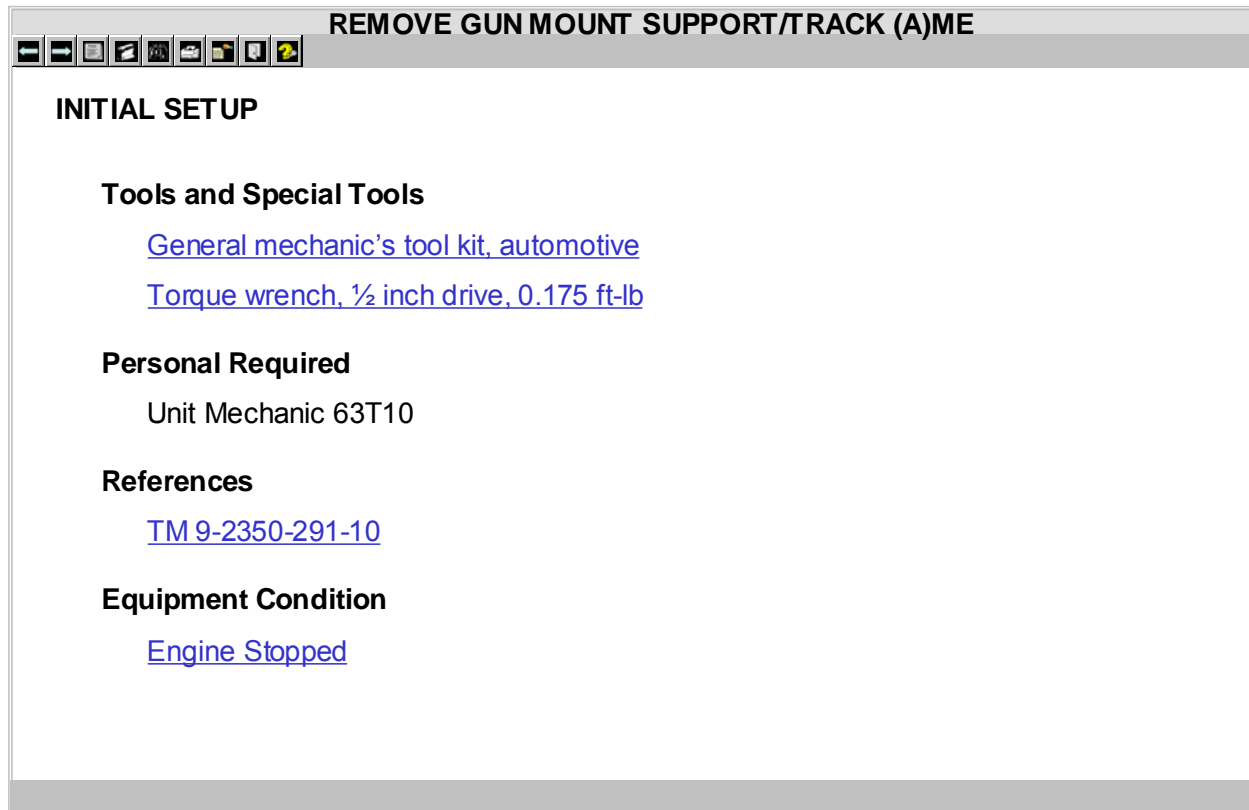 REMOVE GUN MOUNT SUPPORT/TRACK (A)ME
INITIAL SETUP
Tools and Special Tools
General mechanic’s tool kit, automotive
Torque wrench, ½ inch drive, 0.175 ft-lb
Personal Required
Unit Mechanic 63T10
References
TM 9-2350-291-10
Equipment Condition
Engine Stopped